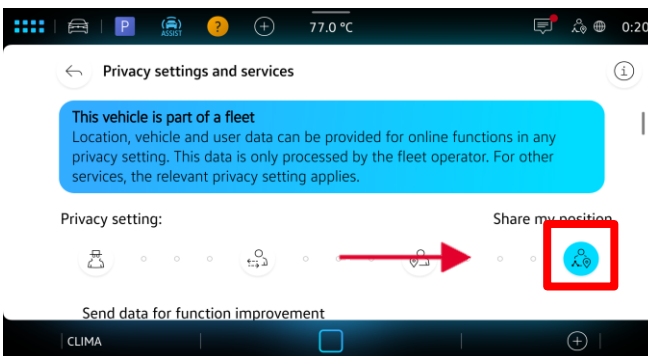 P ASSIST ? 77.0 °C 0:20
Privacy settings and services
This vehicle is part of a fleet
Location, vehicle and user data can be provided for online functions in any
privacy setting. This data is only processed by the fleet operator. For other
services, the relevant privacy setting applies.
Privacy setting: Share my position
Send data for function improvement
CLIMA